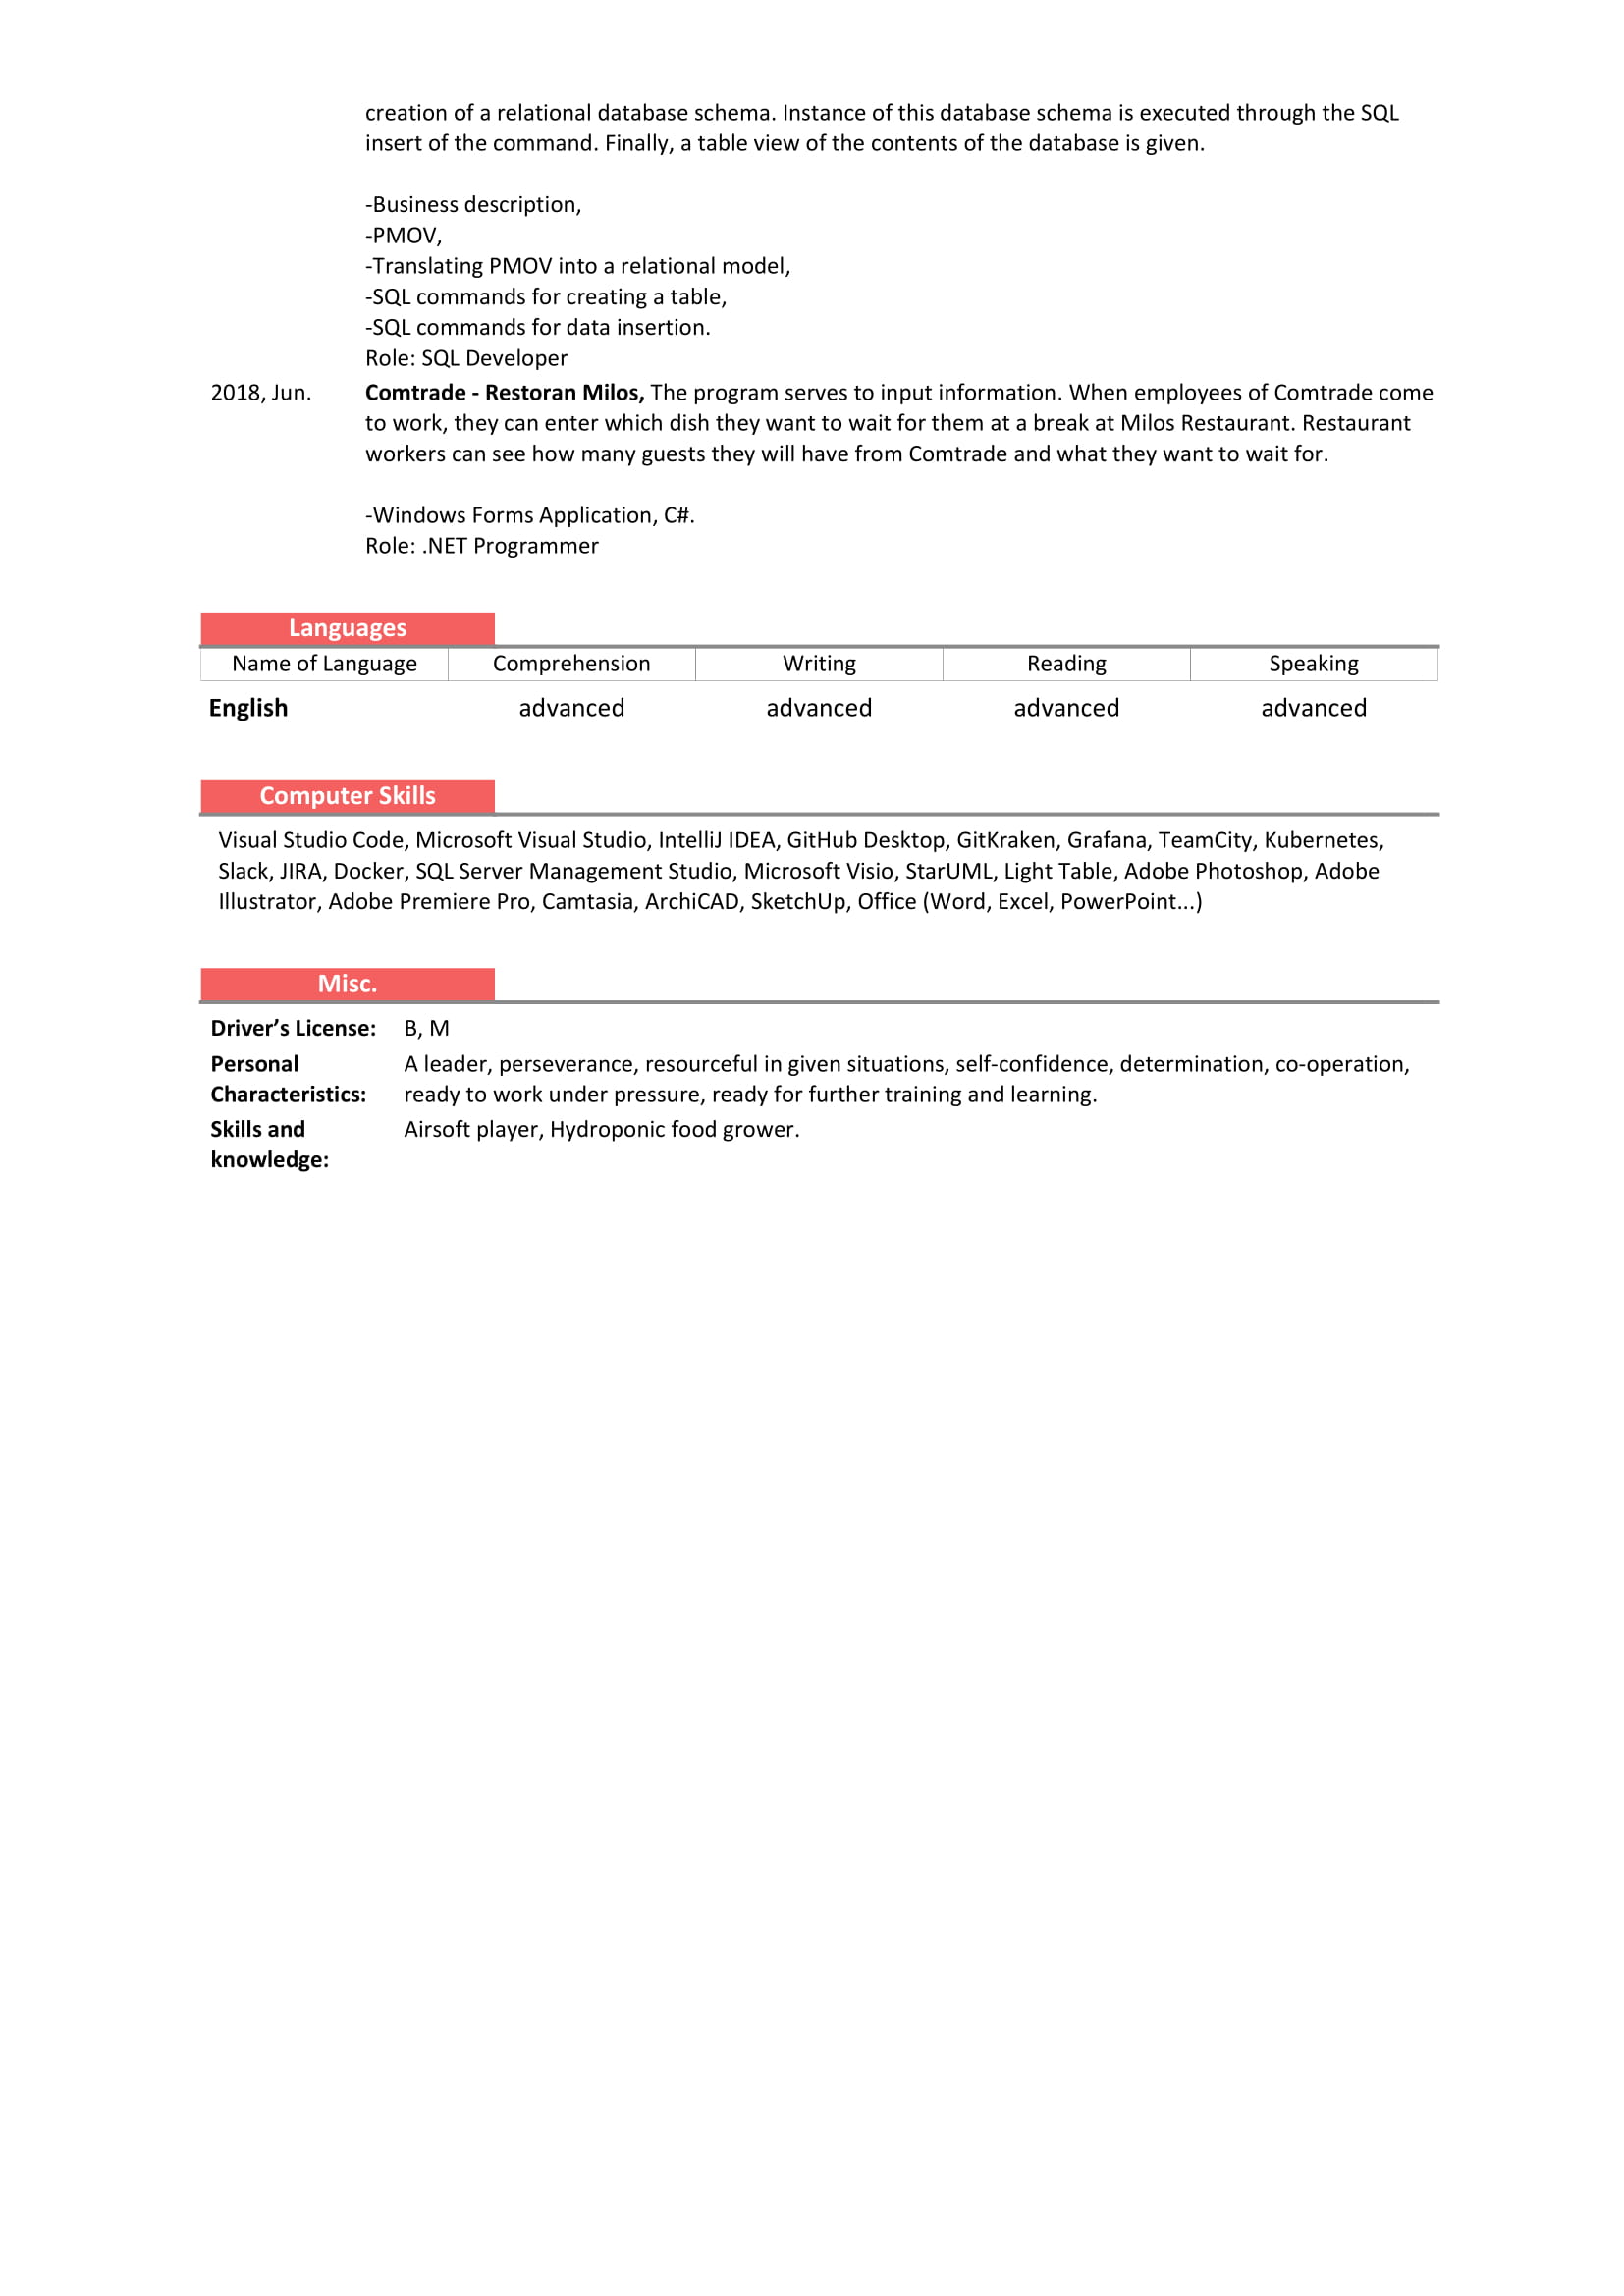 creation of a relational database schema. Instance of this database schema is executed through the SQL
insert of the command. Finally, a table view of the contents of the database is given.
-Business description,
-PMOV,
-Translating PMOV into a relational model,
-SQL commands for creating a table,
-SQL commands for data insertion.
Role: SQL Developer
2018, Jun. Comtrade - Restoran Milos, The program serves to input information. When employees of Comtrade come
to work, they can enter which dish they want to wait for them at a break at Milos Restaurant. Restaurant
workers can see how many guests they will have from Comtrade and what they want to wait for.
-Windows Forms Application, C#.
Role: .NET Programmer
Languages
Name of Language Comprehension Writing Reading Speaking
English advanced advanced advanced advanced
Computer Skills
Visual Studio Code, Microsoft Visual Studio, IntelliJ IDEA, GitHub Desktop, GitKraken, Grafana, TeamCity, Kubernetes,
Slack, JIRA, Docker, SQL Server Management Studio, Microsoft Visio, StarUML, Light Table, Adobe Photoshop, Adobe
Illustrator, Adobe Premiere Pro, Camtasia, ArchiCAD, SketchUp, Office (Word, Excel, PowerPoint...)
Misc.
Driver’s License: B, M
Personal A leader, perseverance, resourceful in given situations, self-confidence, determination, co-operation,
Characteristics: ready to work under pressure, ready for further training and learning.
Skills and Airsoft player, Hydroponic food grower.
knowledge: